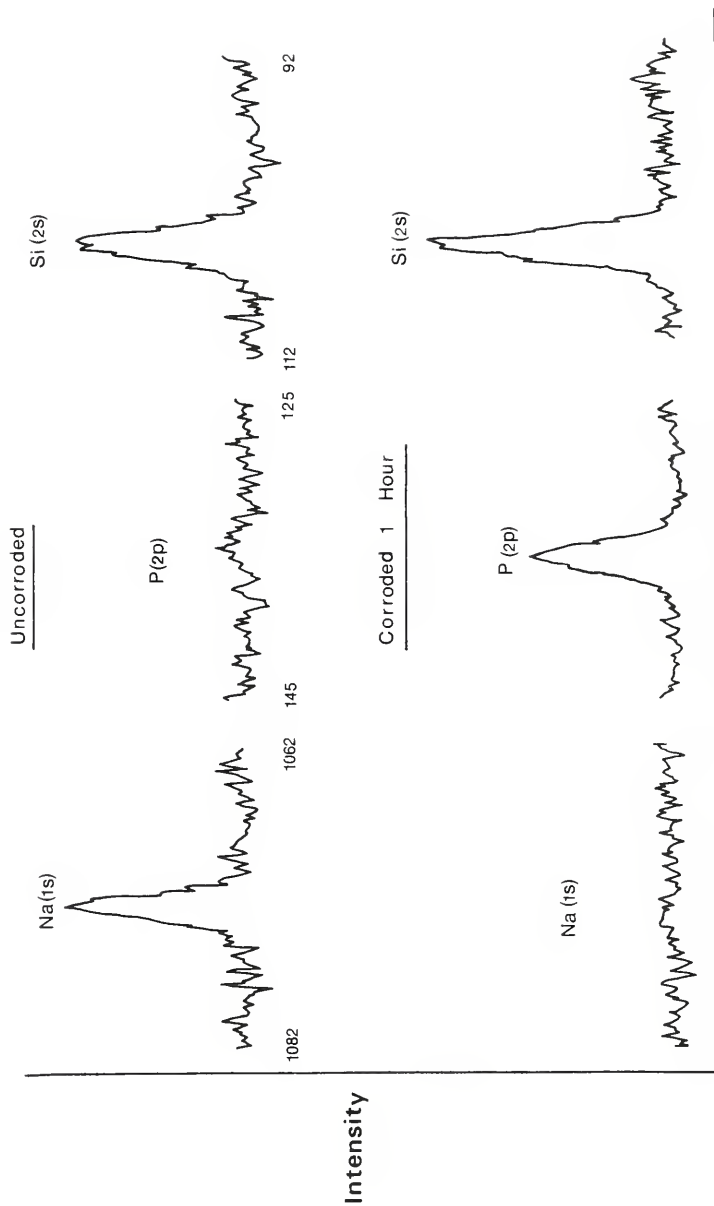 Uncorroded
Na(1s)
P(2p)
Si(2s)
1082
1062
145
125
112
92
Corroded 1 Hour
Na(1s)
P(2p)
Si(2s)
Intensity